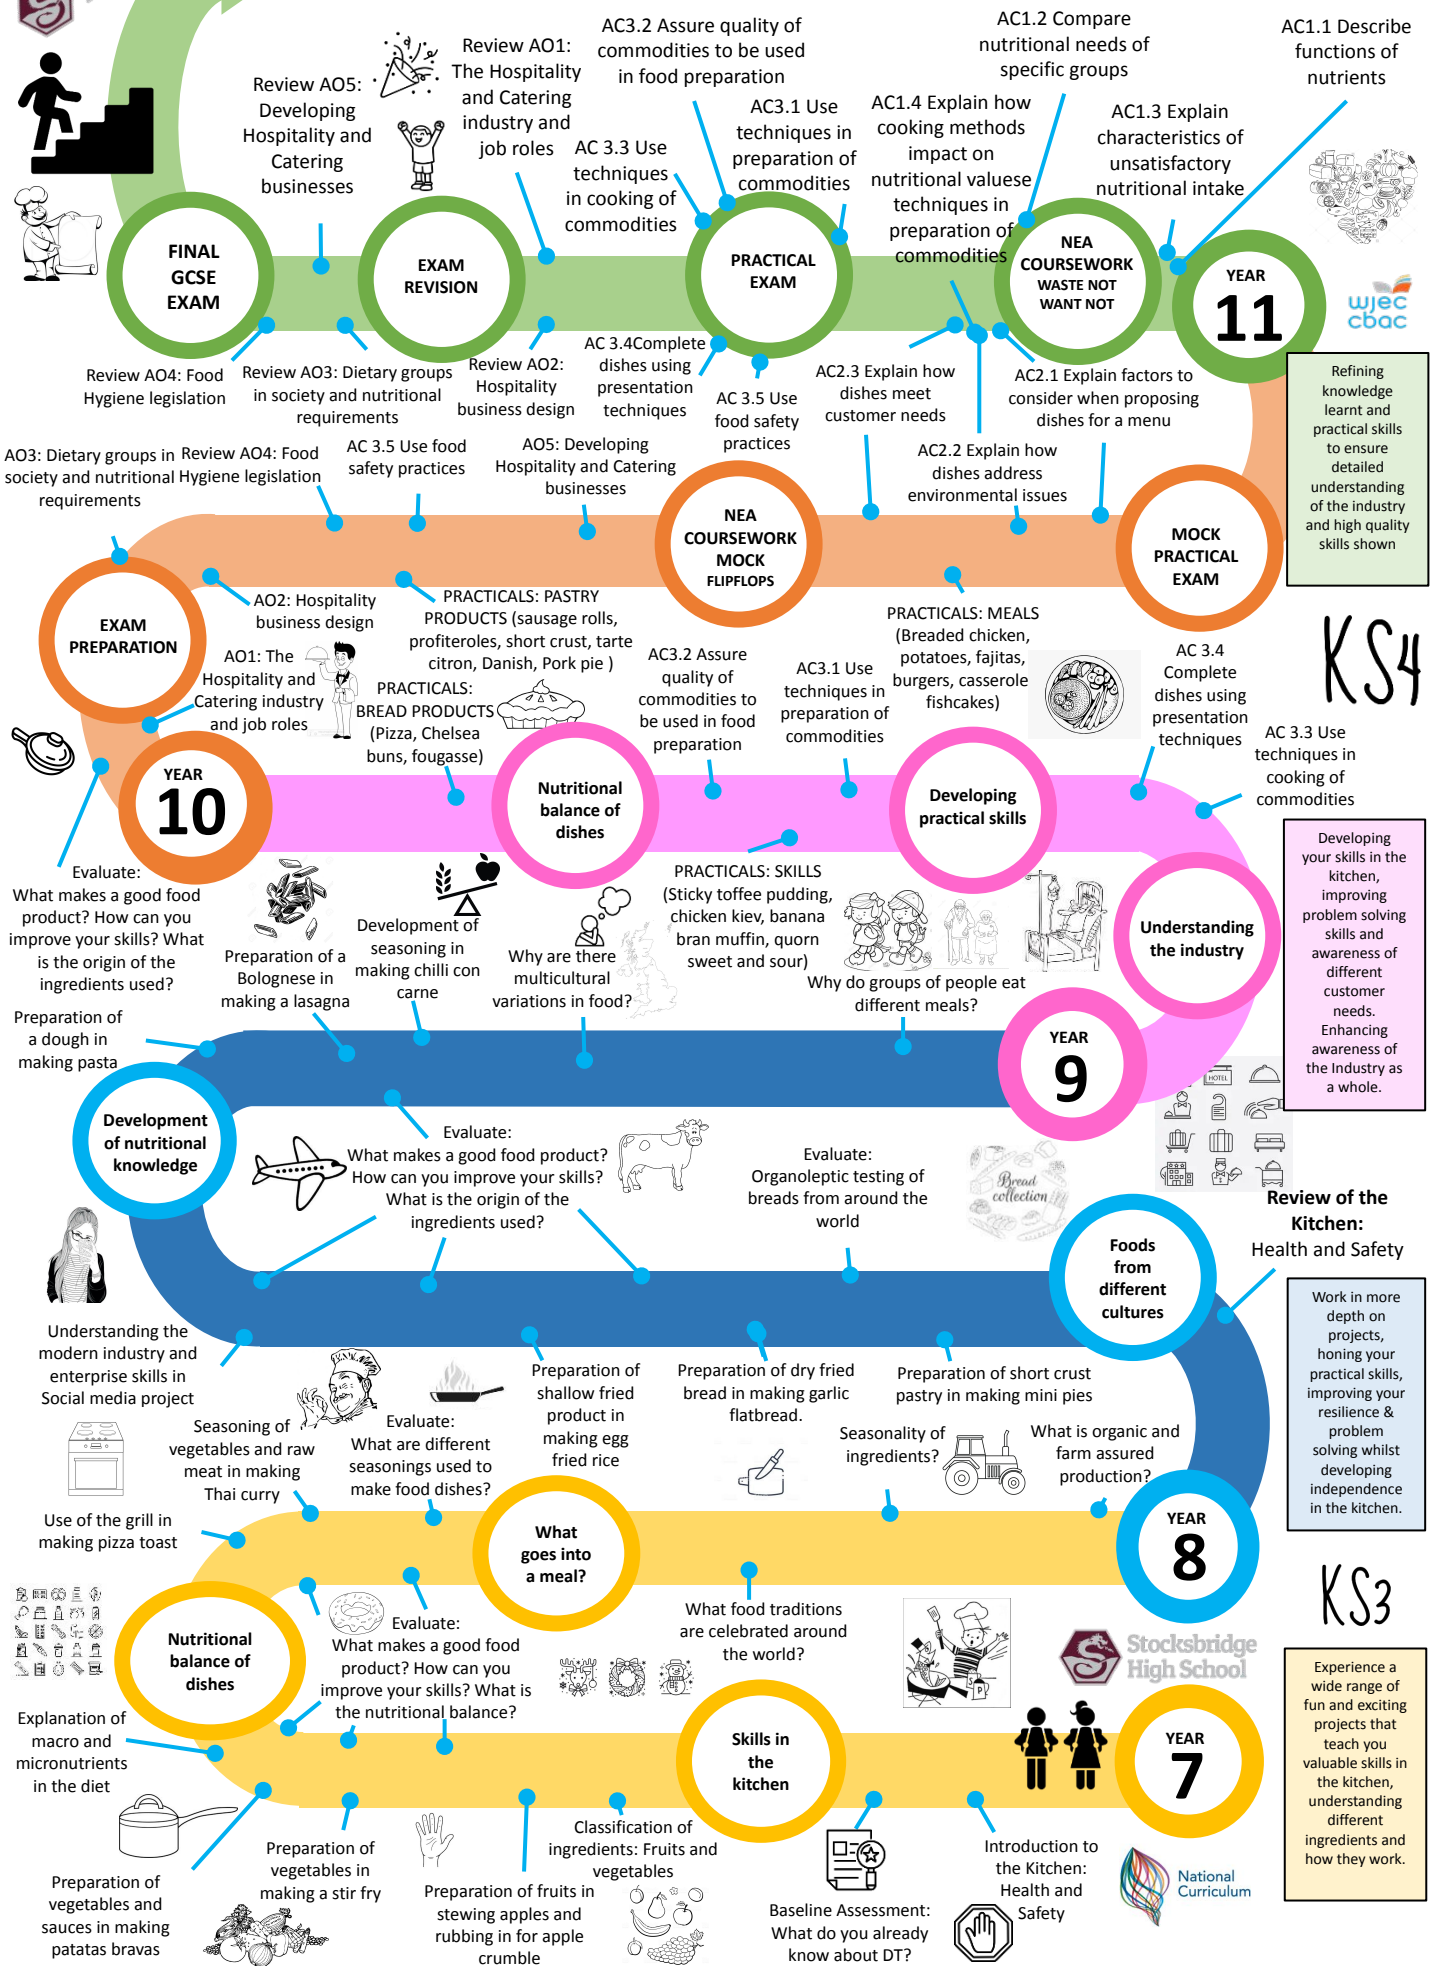 AC3.2 Assure quality of
commodities to be used
in food preparation
AC1.2 Compare
nutritional needs of
specific groups
AC1.1 Describe
functions of
nutrients
Review AO1:
The Hospitality
and Catering
industry and
job roles
Review AO5:
Developing
Hospitality and
Catering
businesses
AC 3.3 Use
techniques
in cooking of
commodities
AC3.1 Use
techniques in
preparation of
commodities
AC1.4 Explain how
cooking methods
impact on
nutritional valuese
techniques in
preparation of
commodities
AC1.3 Explain
characteristics of
unsatisfactory
nutritional intake
FINAL
GCSE
EXAM
EXAM
REVISION
PRACTICAL
EXAM
NEA
COURSEWORK
WASTE NOT
WANT NOT
YEAR
11
wjec
cbac
Review AO4: Food
Hygiene legislation
Review AO3: Dietary groups
in society and nutritional
requirements
Review AO2:
Hospitality
business design
AC 3.4Complete
dishes using
presentation
techniques
AC 3.5 Use
food safety
practices
AC2.3 Explain how
dishes meet
customer needs
AC2.1 Explain factors to
consider when proposing
dishes for a menu
AC2.2 Explain how
dishes address
environmental issues
Refining
knowledge
learnt and
practical skills
to ensure
detailed
understanding
of the industry
and high quality
skills shown
AO3: Dietary groups in
society and nutritional
requirements
Review AO4: Food
Hygiene legislation
AC 3.5 Use food
safety practices
AO5: Developing
Hospitality and Catering
businesses
NEA
COURSEWORK
MOCK
FLIPFLOPS
MOCK
PRACTICAL
EXAM
EXAM
PREPARATION
AO2: Hospitality
business design
PRACTICALS: PASTRY
PRODUCTS (sausage rolls,
profiteroles, short crust, tarte
citron, Danish, Pork pie )
PRACTICALS: MEALS
(Breaded chicken,
potatoes, fajitas,
burgers, casserole
fishcakes)
KS4
AO1: The
Hospitality and
Catering industry
and job roles
PRACTICALS:
BREAD PRODUCTS
(Pizza, Chelsea
buns, fougasse)
AC3.2 Assure
quality of
commodities to
be used in food
preparation
AC3.1 Use
techniques in
preparation of
commodities
AC 3.4
Complete
dishes using
presentation
techniques
AC 3.3 Use
techniques in
cooking of
commodities
YEAR
10
Nutritional
balance of
dishes
Developing
practical skills
Understanding
the industry
Evaluate:
What makes a good food
product? How can you
improve your skills? What
is the origin of the
ingredients used?
Preparation of a
Bolognese in
making a lasagna
Development of
seasoning in
making chilli con
carne
Why are there
multicultural
variations in food?
PRACTICALS: SKILLS
(Sticky toffee pudding,
chicken kiev, banana
bran muffin, quorn
sweet and sour)
Why do groups of people eat
different meals?
Developing
your skills in the
kitchen,
improving
problem solving
skills and
awareness of
different
customer
needs.
Enhancing
awareness of
the Industry as
a whole.
Preparation of
a dough in
making pasta
YEAR
9
HOTEL
Development
of nutritional
knowledge
Evaluate:
What makes a good food product?
How can you improve your skills?
What is the origin of the
ingredients used?
Evaluate:
Organoleptic testing of
breads from around the
world
Bread
collection
Foods
from
different
cultures
Review of the
Kitchen:
Health and Safety
Understanding the
modern industry and
enterprise skills in
Social media project
Preparation of
shallow fried
product in
making egg
fried rice
Preparation of dry fried
bread in making garlic
flatbread.
Preparation of short crust
pastry in making mini pies
Work in more
depth on
projects,
honing your
practical skills,
improving your
resilience &
problem
solving whilst
developing
independence
in the kitchen.
Seasoning of
vegetables and raw
meat in making
Thai curry
Evaluate:
What are different
seasonings used to
make food dishes?
Seasonality of
ingredients?
What is organic and
farm assured
production?
Use of the grill in
making pizza toast
What
goes into
a meal?
YEAR
8
KS3
Nutritional
balance of
dishes
Evaluate:
What makes a good food
product? How can you
improve your skills? What is
the nutritional balance?
What food traditions
are celebrated around
the world?
S
P
Stocksbridge
High School
Experience a
wide range of
fun and exciting
projects that
teach you
valuable skills in
the kitchen,
understanding
different
ingredients and
how they work.
Explanation of
macro and
micronutrients
in the diet
Skills in
the
kitchen
YEAR
7
Preparation of
vegetables and
sauces in making
patatas bravas
Preparation of
vegetables in
making a stir fry
Preparation of fruits in
stewing apples and
rubbing in for apple
crumble
Classification of
ingredients: Fruits and
vegetables
Baseline Assessment:
What do you already
know about DT?
Introduction to
the Kitchen:
Health and
Safety
National
Curriculum